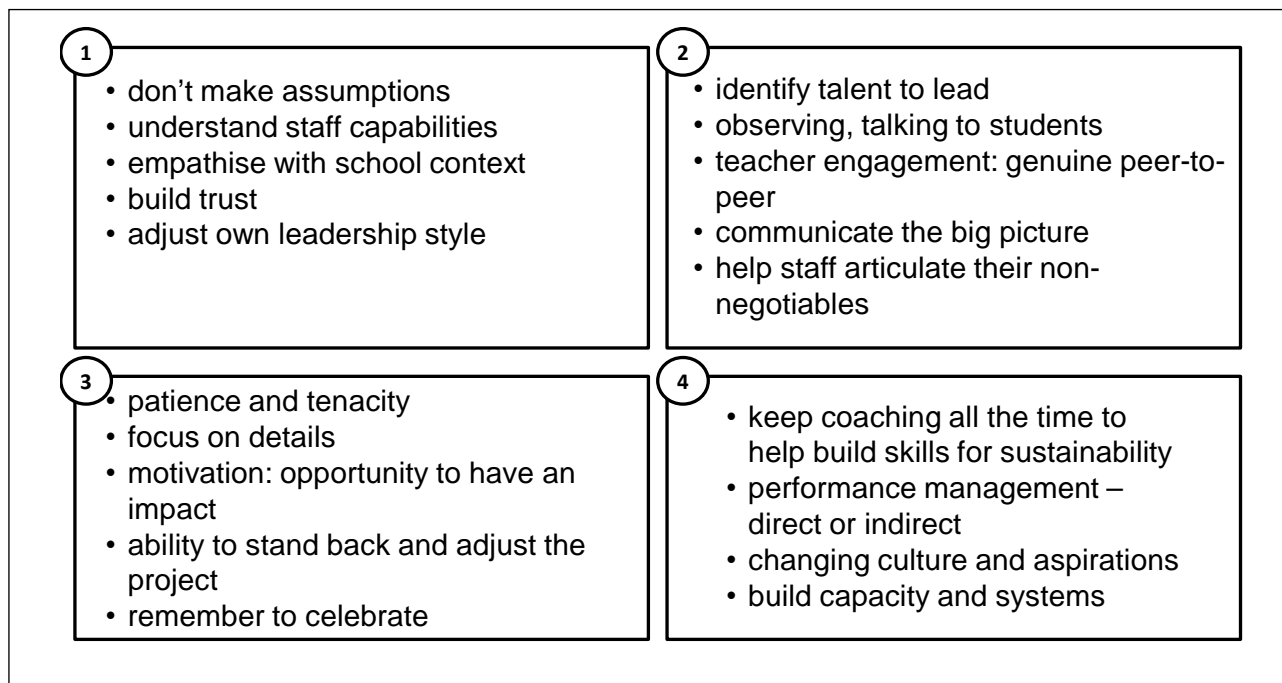 1
• don’t make assumptions
• understand staff capabilities
• empathise with school context
• build trust
• adjust own leadership style
2
• identify talent to lead
• observing, talking to students
• teacher engagement: genuine peer-to-
peer
• communicate the big picture
• help staff articulate their non-
negotiables
3
• patience and tenacity
• focus on details
• motivation: opportunity to have an
impact
• ability to stand back and adjust the
project
• remember to celebrate
4
• keep coaching all the time to
help build skills for sustainability
• performance management –
direct or indirect
• changing culture and aspirations
• build capacity and systems